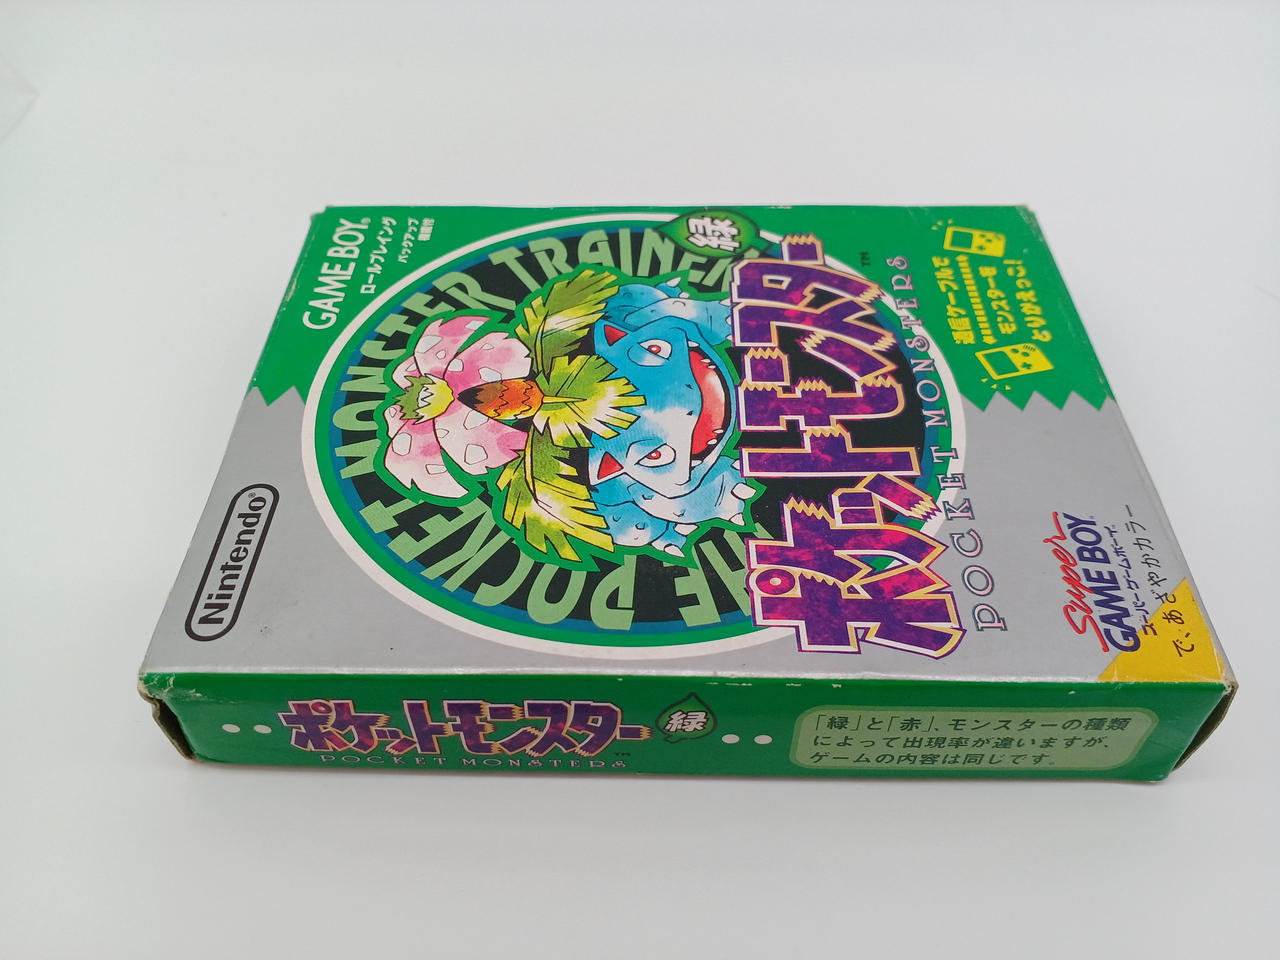 GAME BOY®
ロールプレイング
バックアップ
機能付
THE POCKET MONSTER TRAINER
緑
ポケットモンスター
TM
POCKET MONSTERS
通信ケーブルで
モンスターを
とりかえっこ!
Nintendo®
Super
GAME BOY
スーパーゲームボーイ
で、あざやかカラー
ポケットモンスター
緑
TM
POCKET MONSTERS
「緑」と「赤」、モンスターの種類
によって出現率が違いますが、
ゲームの内容は同じです。